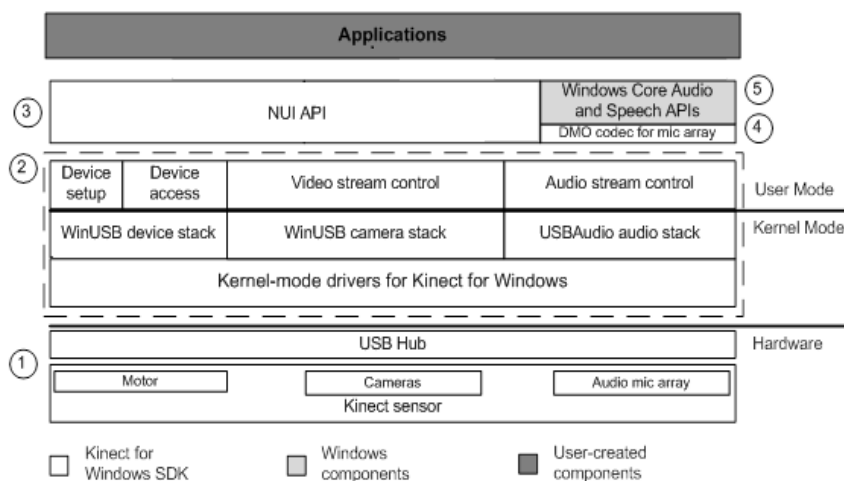 Applications
5
Windows Core Audio
and Speech APIs
3
NUI API
4
DMO codec for mic array
2
Device
setup
Device
access
Video stream control
Audio stream control
User Mode
WinUSB device stack
WinUSB camera stack
USBAudio audio stack
Kernel Mode
Kernel-mode drivers for Kinect for Windows
USB Hub
Hardware
1
Motor
Cameras
Audio mic array
Kinect sensor
Kinect for
Windows SDK
Windows
components
User-created
components